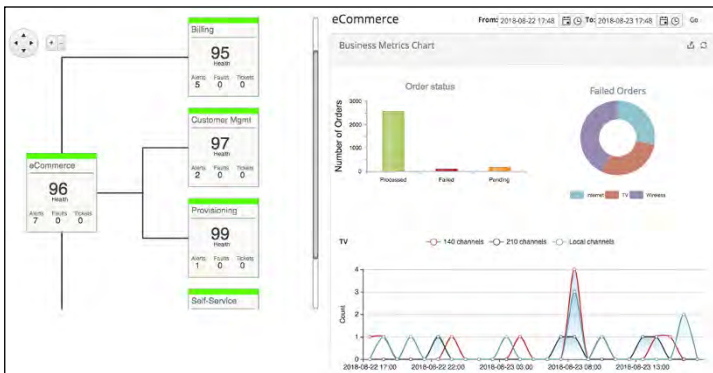 Billing
95
Health
Alerts Faults Tickets
5 0 0
Customer Mgmt
97
Health
Alerts Faults Tickets
2 0 0
eCommerce
96
Health
Alerts Faults Tickets
7 0 0
Provisioning
99
Health
Alerts Faults Tickets
1 0 0
Self-Service
eCommerce
From: 2018-08-22 17:48 To: 2018-08-23 17:48 Go
Business Metrics Chart
Order status
Number of Orders
3000
2000
1000
0
Processed Failed Pending
Failed Orders
Internet TV Wireless
TV
140 channels 210 channels Local channels
Count
4
3
2
1
0
2018-08-22 17:00 2018-08-22 22:00 2018-08-23 03:00 2018-08-23 08:00 2018-08-23 13:00